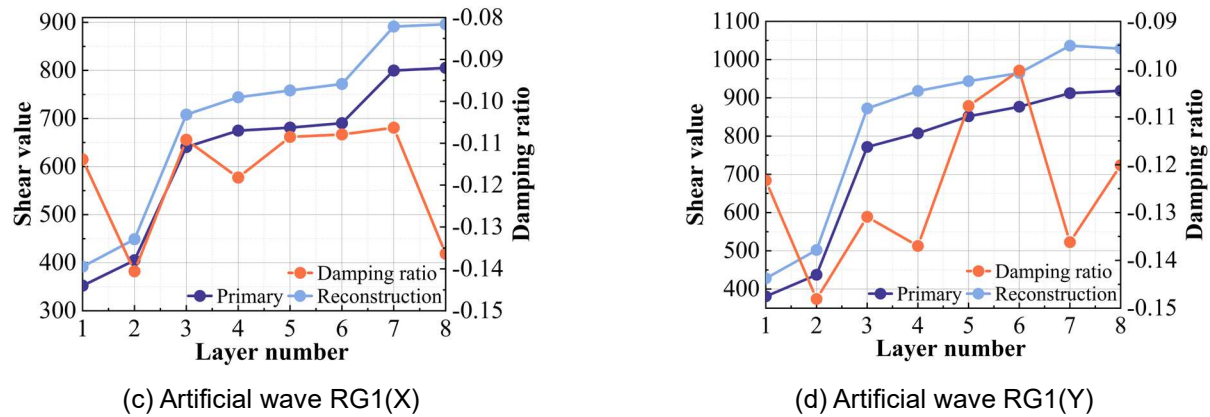 900
800
700
600
500
400
300
Shear value
-0.08
-0.09
-0.10
-0.11
-0.12
-0.13
-0.14
-0.15
Damping ratio
Damping ratio
Primary
Reconstruction
1 2 3 4 5 6 7 8
Layer number
(c) Artificial wave RG1(X)
1100
1000
900
800
700
600
500
400
Shear value
-0.09
-0.10
-0.11
-0.12
-0.13
-0.14
-0.15
Damping ratio
Damping ratio
Primary
Reconstruction
1 2 3 4 5 6 7 8
Layer number
(d) Artificial wave RG1(Y)